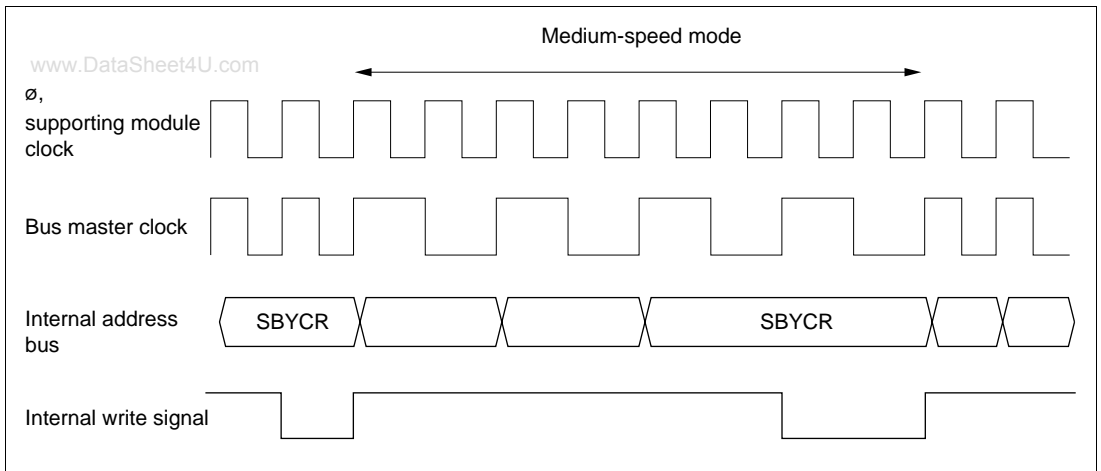 Medium-speed mode
www.DataSheet4U.com
ø,
supporting module
clock
Bus master clock
Internal address
bus
SBYCR
SBYCR
Internal write signal